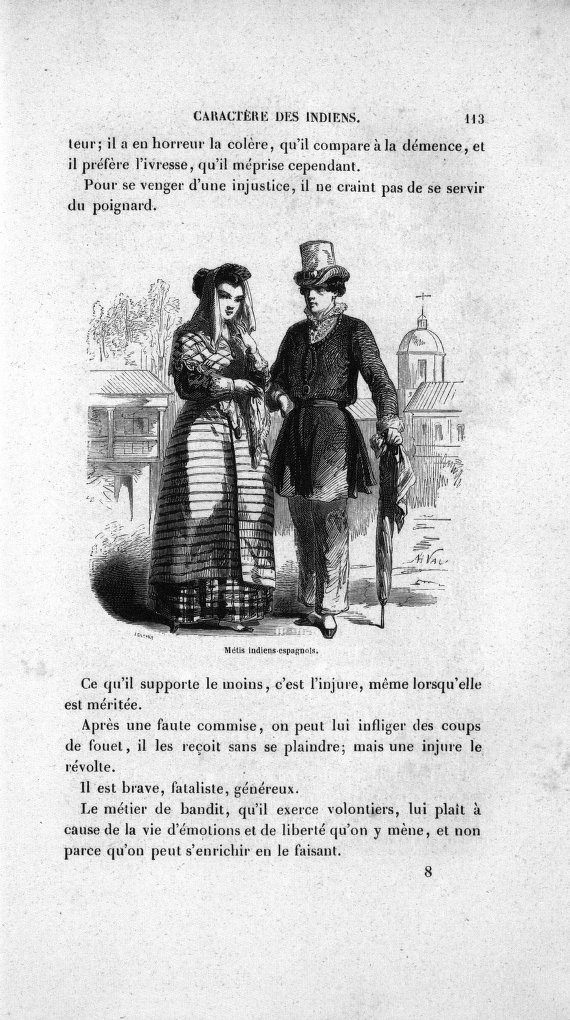 CARACTÈRE DES INDIENS. 113
teur; il a en horreur la colère, qu'il compare à la démence, et
il préfère l'ivresse, qu'il méprise cependant.
Pour se venger d'une injustice, il ne craint pas de se servir
du poignard.
Métis indiens-espagnols.
Ce qu'il supporte le moins, c'est l'injure, même lorsqu'elle
est méritée.
Après une faute commise, on peut lui infliger des coups
de fouet, il les reçoit sans se plaindre; mais une injure le
révolte.
Il est brave, fataliste, généreux.
Le métier de bandit, qu'il exerce volontiers, lui plaît à
cause de la vie d'émotions et de liberté qu'on y mène, et non
parce qu'on peut s'enrichir en le faisant.
8